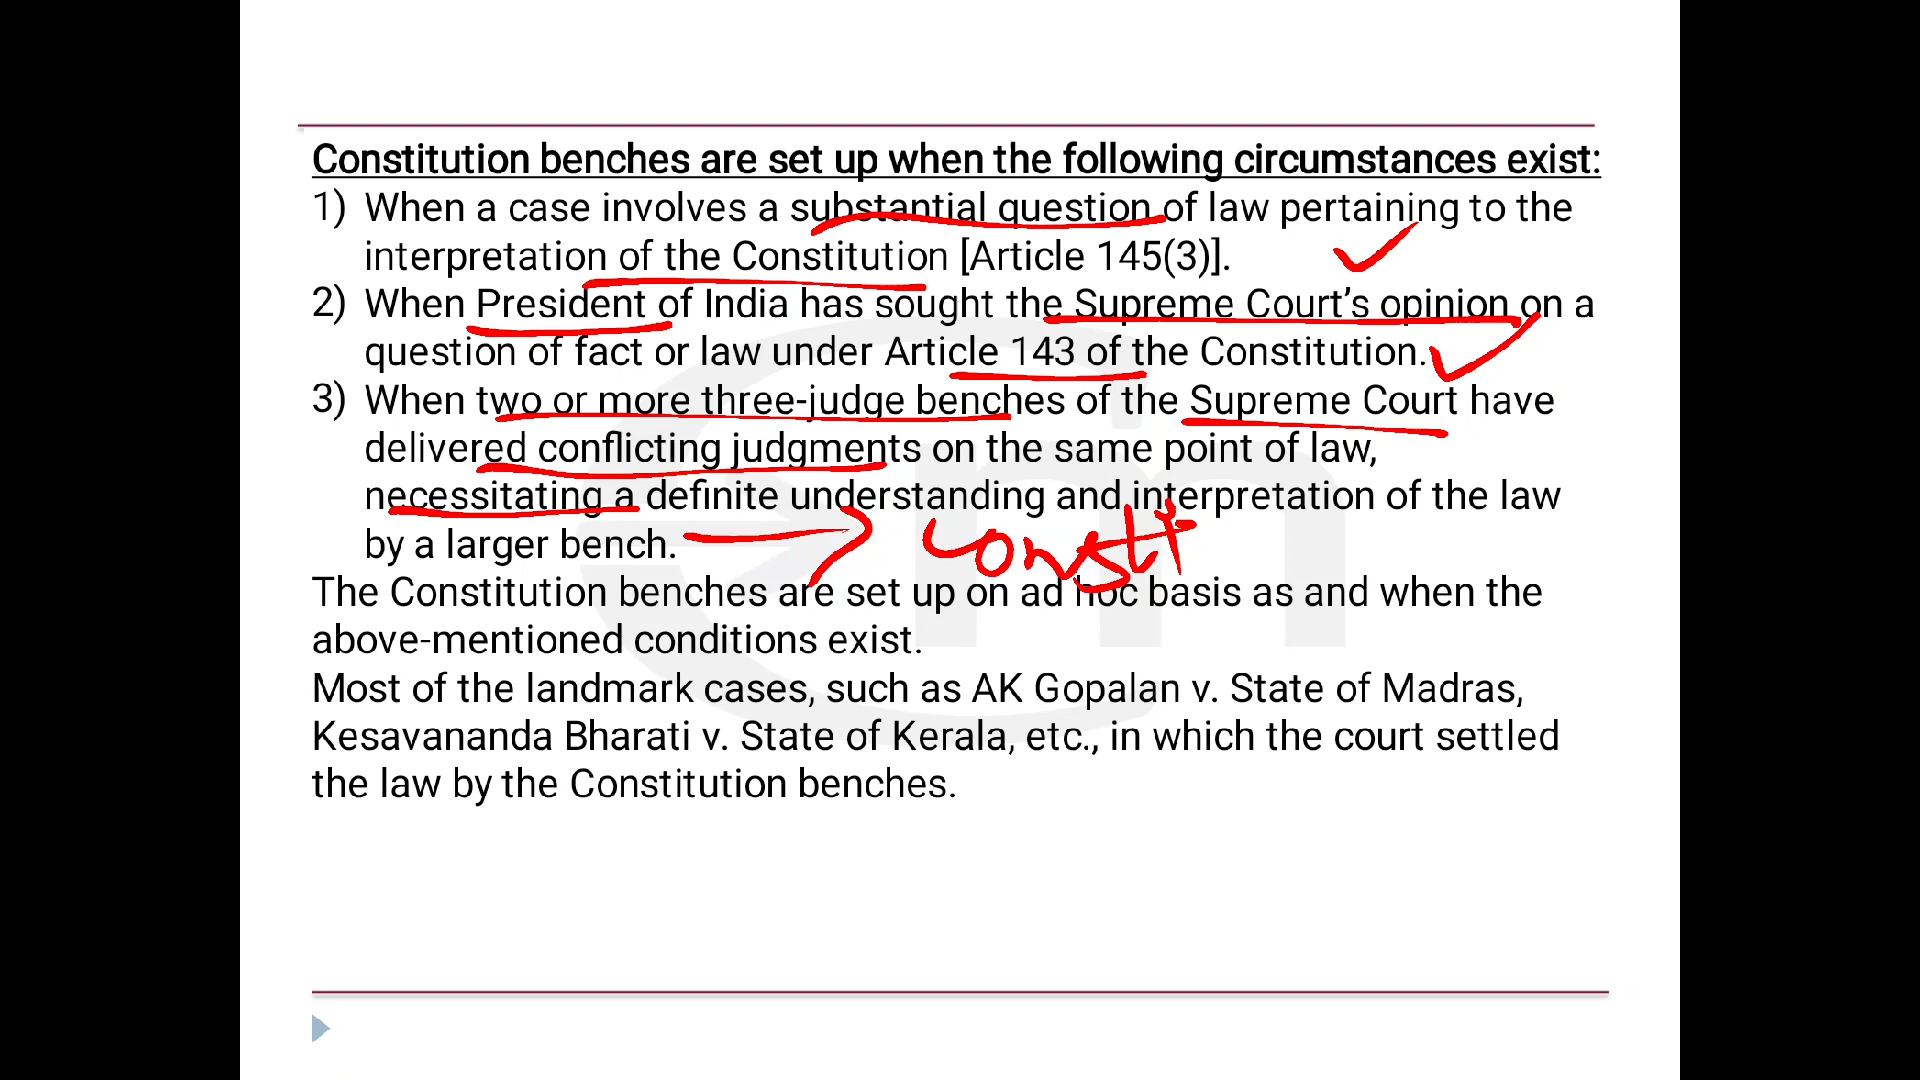 Constitution benches are set up when the following circumstances exist:
1) When a case involves a substantial question of law pertaining to the
interpretation of the Constitution [Article 145(3)].
2) When President of India has sought the Supreme Court's opinion on a
question of fact or law under Article 143 of the Constitution.
3) When two or more three-judge benches of the Supreme Court have
delivered conflicting judgments on the same point of law,
necessitating a definite understanding and interpretation of the law
by a larger bench.
Consti
The Constitution benches are set up on ad hoc basis as and when the
above-mentioned conditions exist.
Most of the landmark cases, such as AK Gopalan v. State of Madras,
Kesavananda Bharati v. State of Kerala, etc., in which the court settled
the law by the Constitution benches.